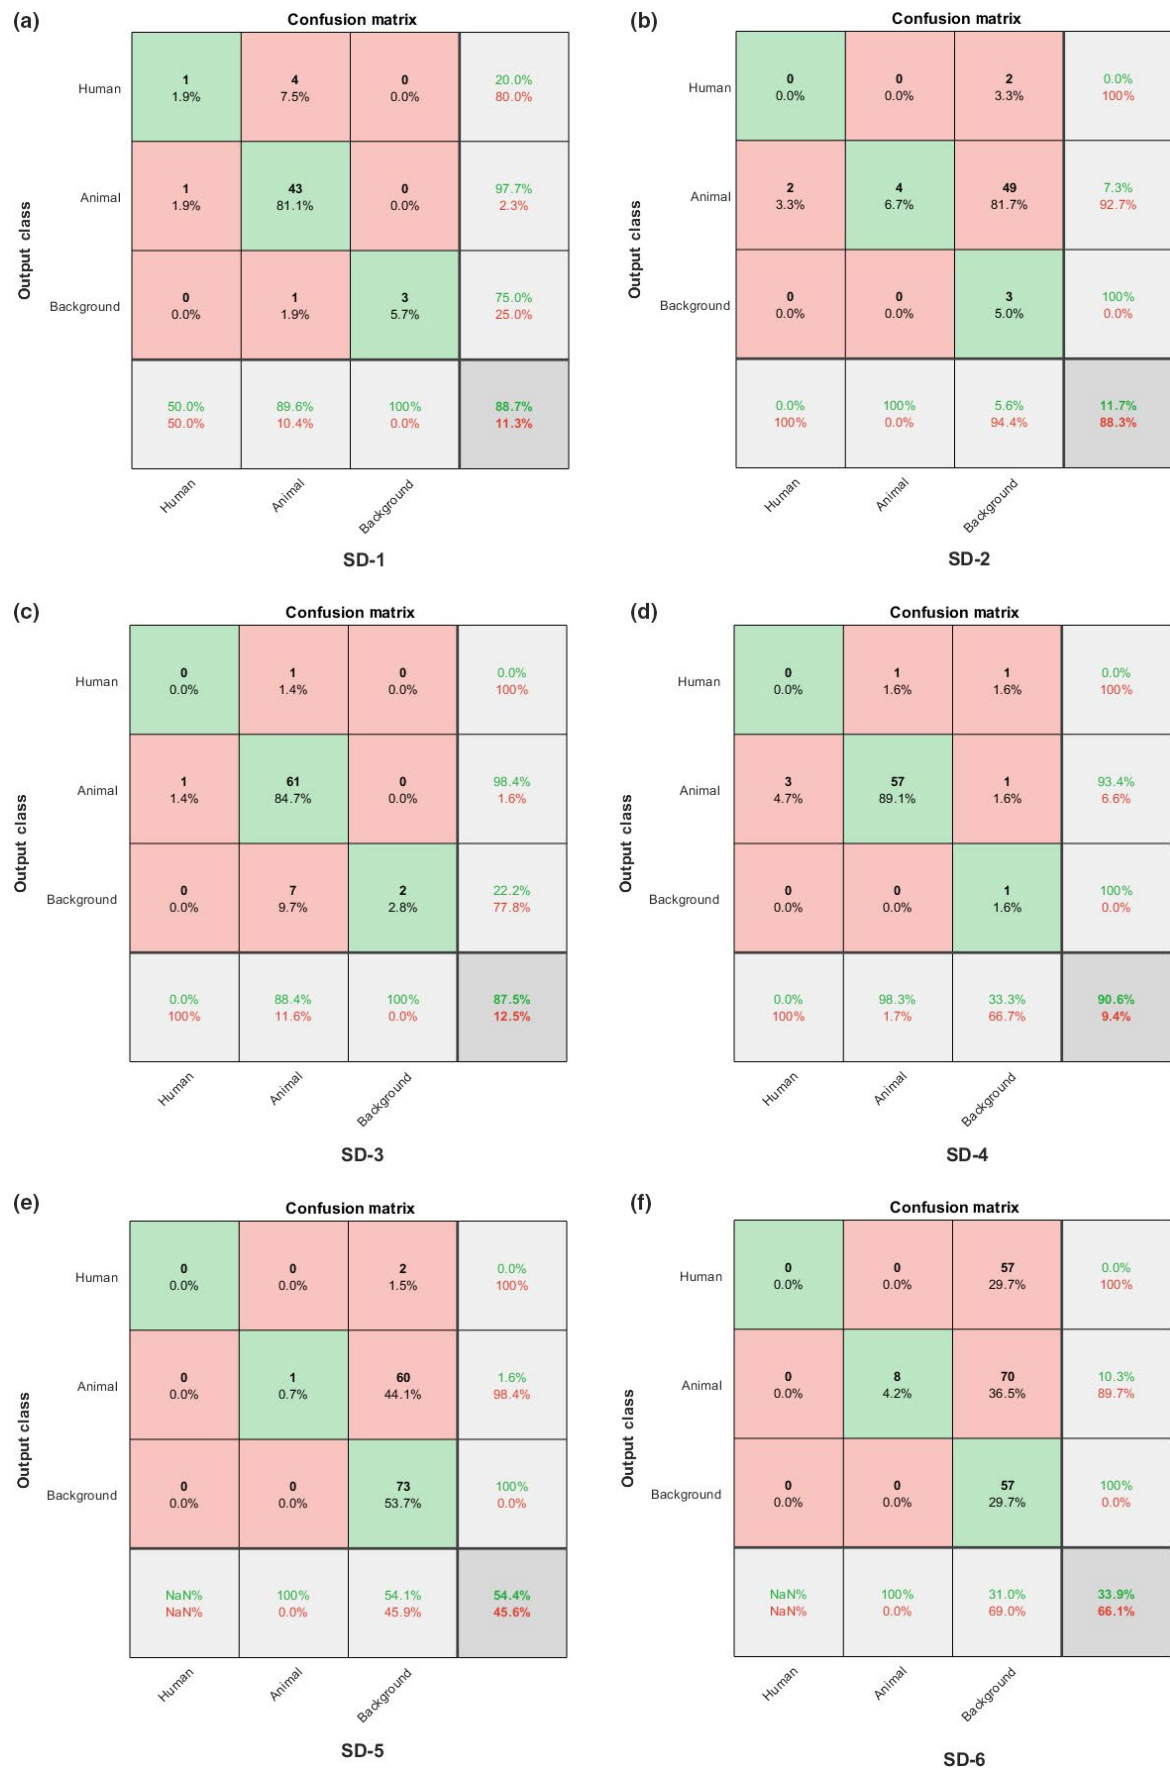 (a)
Confusion matrix
Output class
Human
1
1.9%
4
7.5%
0
0.0%
20.0%
80.0%
Animal
1
1.9%
43
81.1%
0
0.0%
97.7%
2.3%
Background
0
0.0%
1
1.9%
3
5.7%
75.0%
25.0%
50.0%
50.0%
89.6%
10.4%
100%
0.0%
88.7%
11.3%
Human
Animal
Background
SD-1
(b)
Confusion matrix
Output class
Human
0
0.0%
0
0.0%
2
3.3%
0.0%
100%
Animal
2
3.3%
4
6.7%
49
81.7%
7.3%
92.7%
Background
0
0.0%
0
0.0%
3
5.0%
100%
0.0%
0.0%
100%
100%
0.0%
5.6%
94.4%
11.7%
88.3%
Human
Animal
Background
SD-2
(c)
Confusion matrix
Output class
Human
0
0.0%
1
1.4%
0
0.0%
0.0%
100%
Animal
1
1.4%
61
84.7%
0
0.0%
98.4%
1.6%
Background
0
0.0%
7
9.7%
2
2.8%
22.2%
77.8%
0.0%
100%
88.4%
11.6%
100%
0.0%
87.5%
12.5%
Human
Animal
Background
SD-3
(d)
Confusion matrix
Output class
Human
0
0.0%
1
1.6%
1
1.6%
0.0%
100%
Animal
3
4.7%
57
89.1%
1
1.6%
93.4%
6.6%
Background
0
0.0%
0
0.0%
1
1.6%
100%
0.0%
0.0%
100%
98.3%
1.7%
33.3%
66.7%
90.6%
9.4%
Human
Animal
Background
SD-4
(e)
Confusion matrix
Output class
Human
0
0.0%
0
0.0%
2
1.5%
0.0%
100%
Animal
0
0.0%
1
0.7%
60
44.1%
1.6%
98.4%
Background
0
0.0%
0
0.0%
73
53.7%
100%
0.0%
NaN%
NaN%
100%
0.0%
54.1%
45.9%
54.4%
45.6%
Human
Animal
Background
SD-5
(f)
Confusion matrix
Output class
Human
0
0.0%
0
0.0%
57
29.7%
0.0%
100%
Animal
0
0.0%
8
4.2%
70
36.5%
10.3%
89.7%
Background
0
0.0%
0
0.0%
57
29.7%
100%
0.0%
NaN%
NaN%
100%
0.0%
31.0%
69.0%
33.9%
66.1%
Human
Animal
Background
SD-6